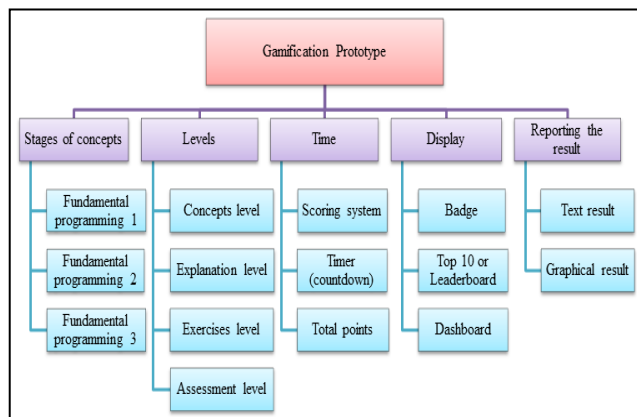 Gamification Prototype
Stages of concepts
Levels
Time
Display
Reporting the
result
Fundamental
programming 1
Fundamental
programming 2
Fundamental
programming 3
Concepts level
Explanation level
Exercises level
Assessment level
Scoring system
Timer
(countdown)
Total points
Badge
Top 10 or
Leaderboard
Dashboard
Text result
Graphical result